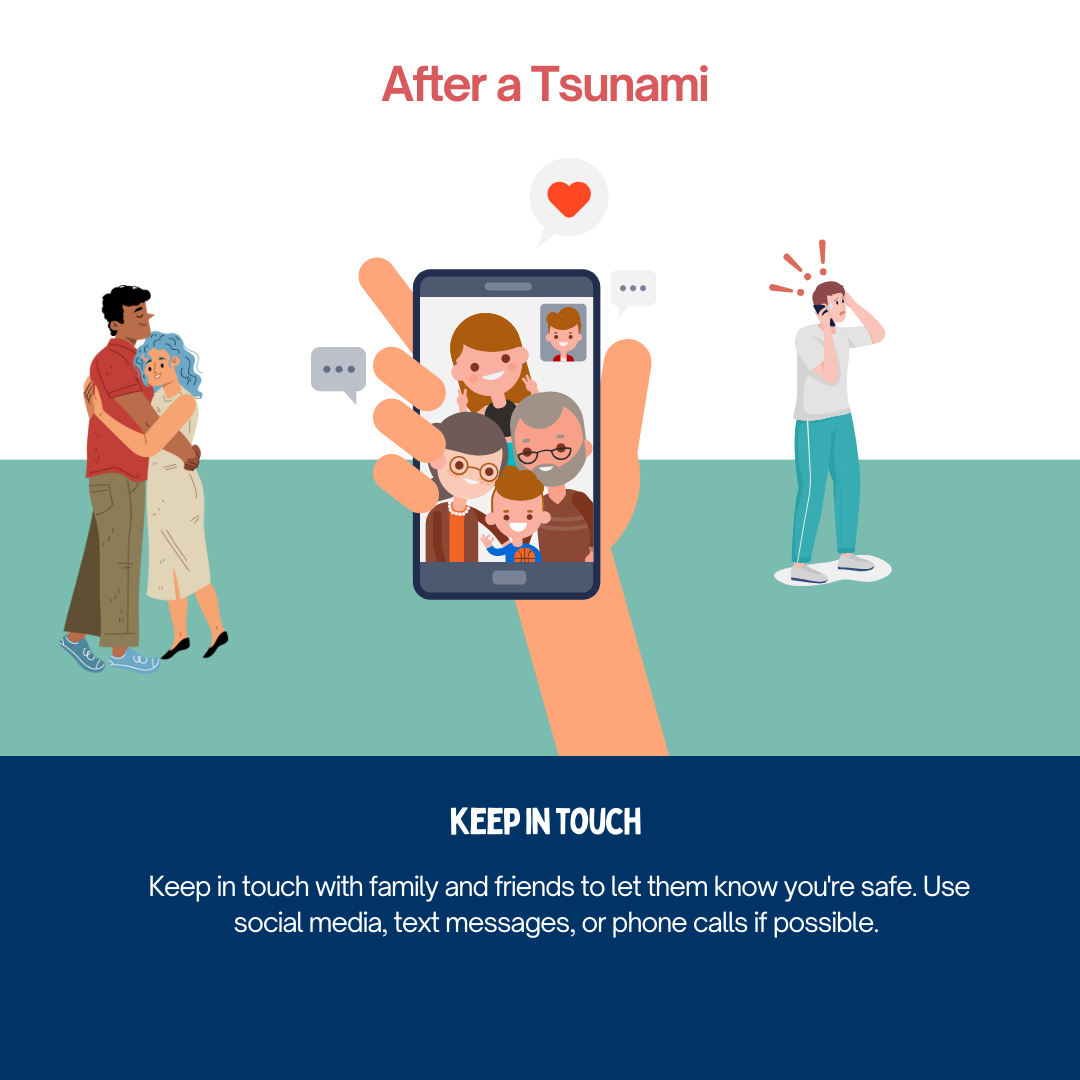 After a Tsunami
KEEP IN TOUCH
Keep in touch with family and friends to let them know you're safe. Use
social media, text messages, or phone calls if possible.